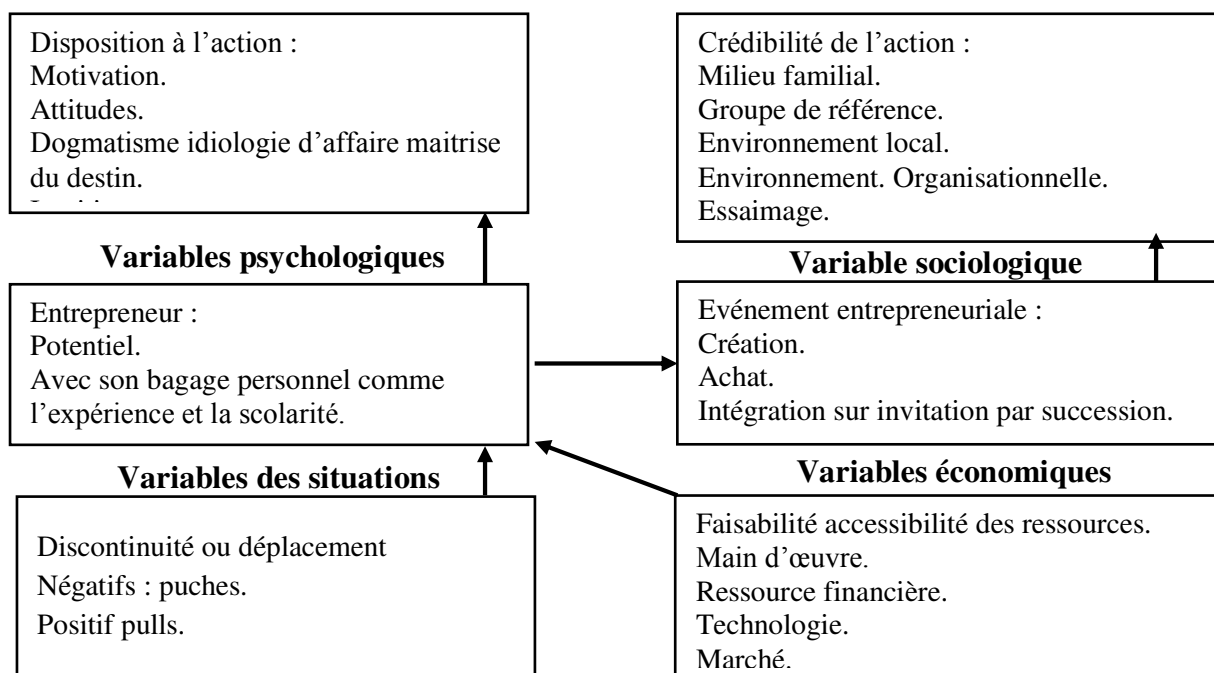 Disposition à l’action :
Motivation.
Attitudes.
Dogmatisme idiologie d’affaire maitrise
du destin.
Crédibilité de l’action :
Milieu familial.
Groupe de référence.
Environnement local.
Environnement. Organisationnelle.
Essaimage.
Variables psychologiques
Variable sociologique
Entrepreneur :
Potentiel.
Avec son bagage personnel comme
l’expérience et la scolarité.
Evénement entrepreneuriale :
Création.
Achat.
Intégration sur invitation par succession.
Variables des situations
Variables économiques
Discontinuité ou déplacement
Négatifs : puches.
Positif pulls.
Faisabilité accessibilité des ressources.
Main d’œuvre.
Ressource financière.
Technologie.
Marché.